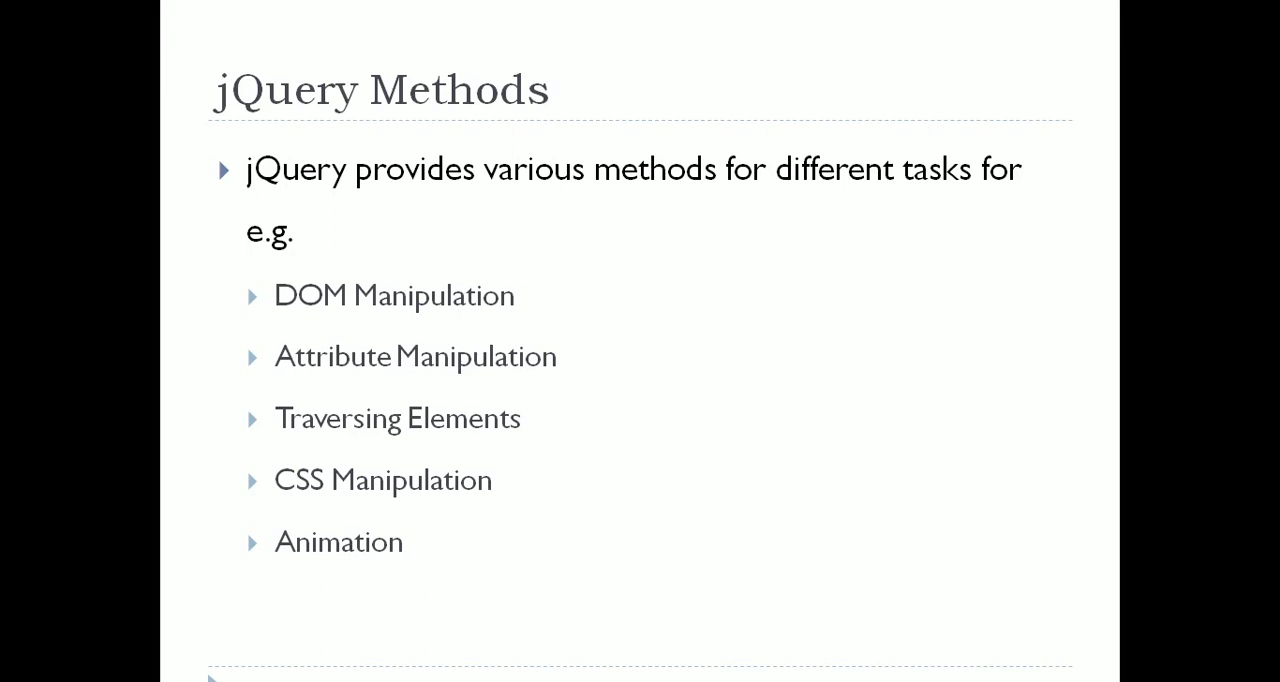 jQuery Methods
jQuery provides various methods for different tasks for
e.g.
DOM Manipulation
Attribute Manipulation
Traversing Elements
CSS Manipulation
Animation